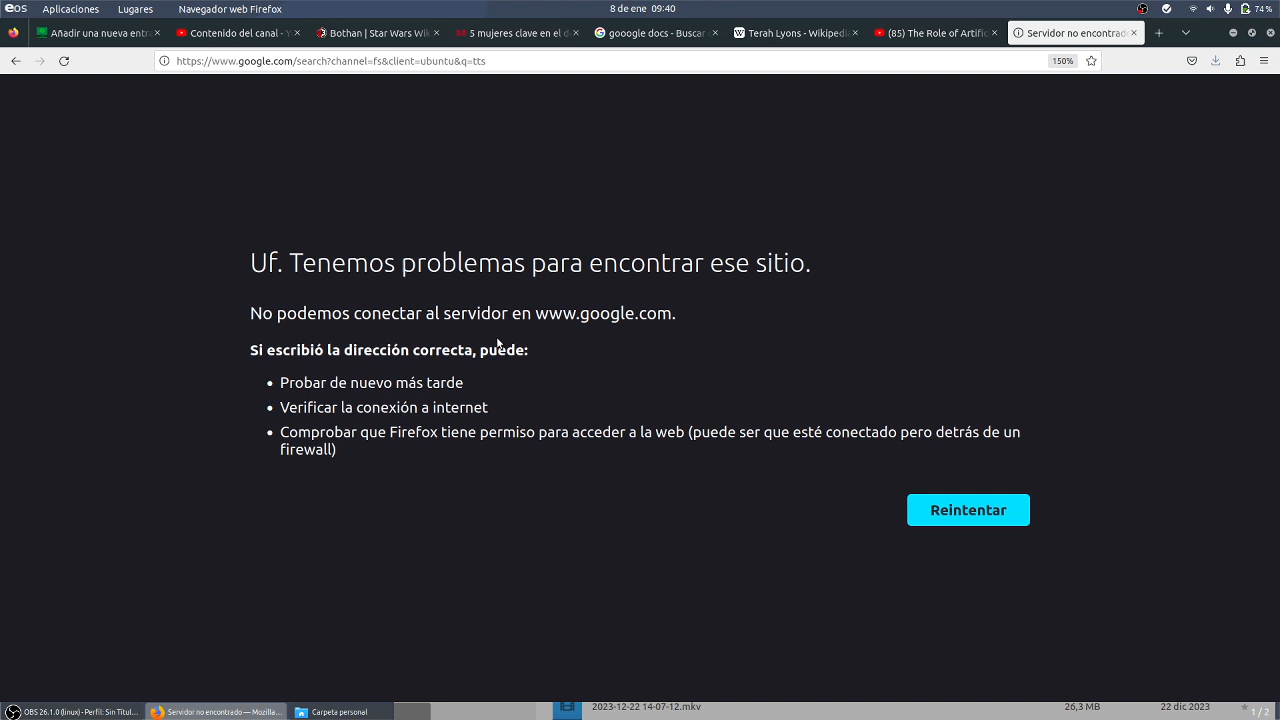 eos Aplicaciones Lugares Navegador web Firefox 8 de ene 09:40 74 %
Añadir una nueva entra Contenido del canal - Yo Bothan | Star Wars Wik 5 mujeres clave en el d gooogle docs - Buscar Terah Lyons - Wikipedi (85) The Role of Artific Servidor no encontrado
https://www.google.com/search?channel=fs&client=ubuntu&q=tts 150%
Uf. Tenemos problemas para encontrar ese sitio.
No podemos conectar al servidor en www.google.com.
Si escribió la dirección correcta, puede:
• Probar de nuevo más tarde
• Verificar la conexión a internet
• Comprobar que Firefox tiene permiso para acceder a la web (puede ser que esté conectado pero detrás de un
firewall)
Reintentar
OBS 26.1.0 (linux) - Perfil: Sin Titul... Servidor no encontrado — Mozilla... Carpeta personal 2023-12-22 14-07-12.mkv 26,3 MB 22 dic 2023 1 / 2